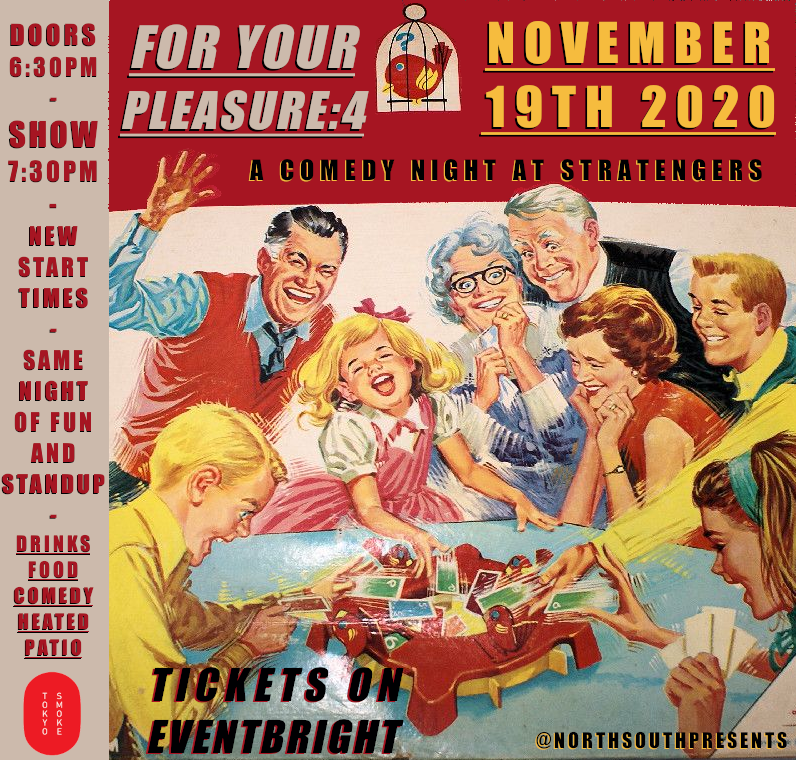 DOORS
6:30PM
-
SHOW
7:30PM
-
NEW
START
TIMES
-
SAME
NIGHT
OF FUN
AND
STANDUP
-
DRINKS
FOOD
COMEDY
HEATED
PATIO
TOKYO
SMOKE
FOR YOUR
PLEASURE:4
?
NOVEMBER
19TH 2020
A COMEDY NIGHT AT STRATENGERS
TICKETS ON
EVENTBRIGHT
@NORTHSOUTHPRESENTS